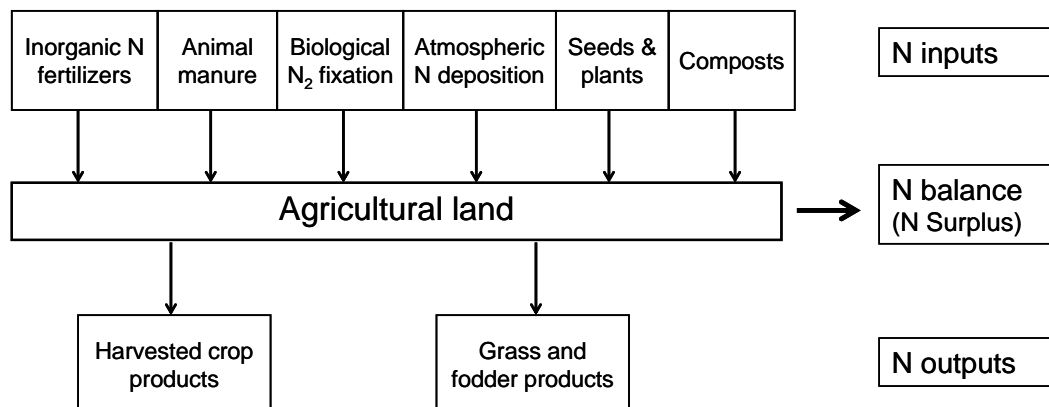 Inorganic N
fertilizers
Animal
manure
Biological
N₂ fixation
Atmospheric
N deposition
Seeds &
plants
Composts
N inputs
Agricultural land
N balance
(N Surplus)
Harvested crop
products
Grass and
fodder products
N outputs